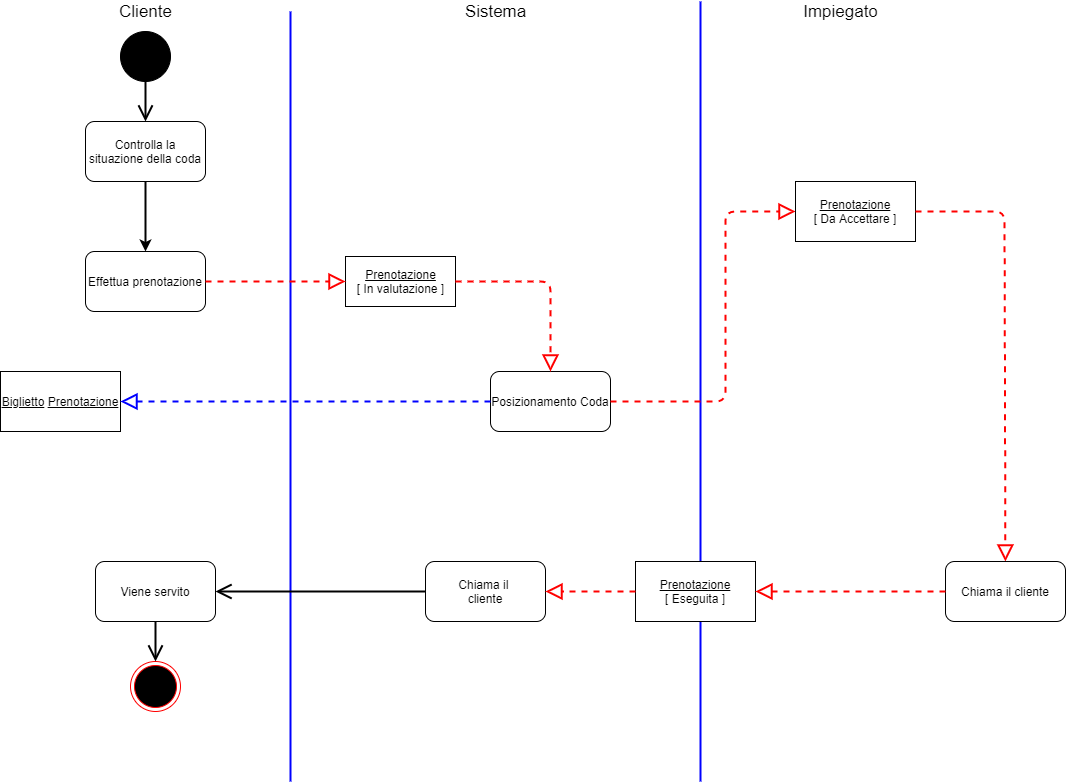 Cliente
Sistema
Impiegato
Controlla la
situazione della coda
Prenotazione
[ Da Accettare ]
Effettua prenotazione
Prenotazione
[ In valutazione ]
Biglietto Prenotazione
Posizionamento Coda
Viene servito
Chiama il
cliente
Prenotazione
[ Eseguita ]
Chiama il cliente